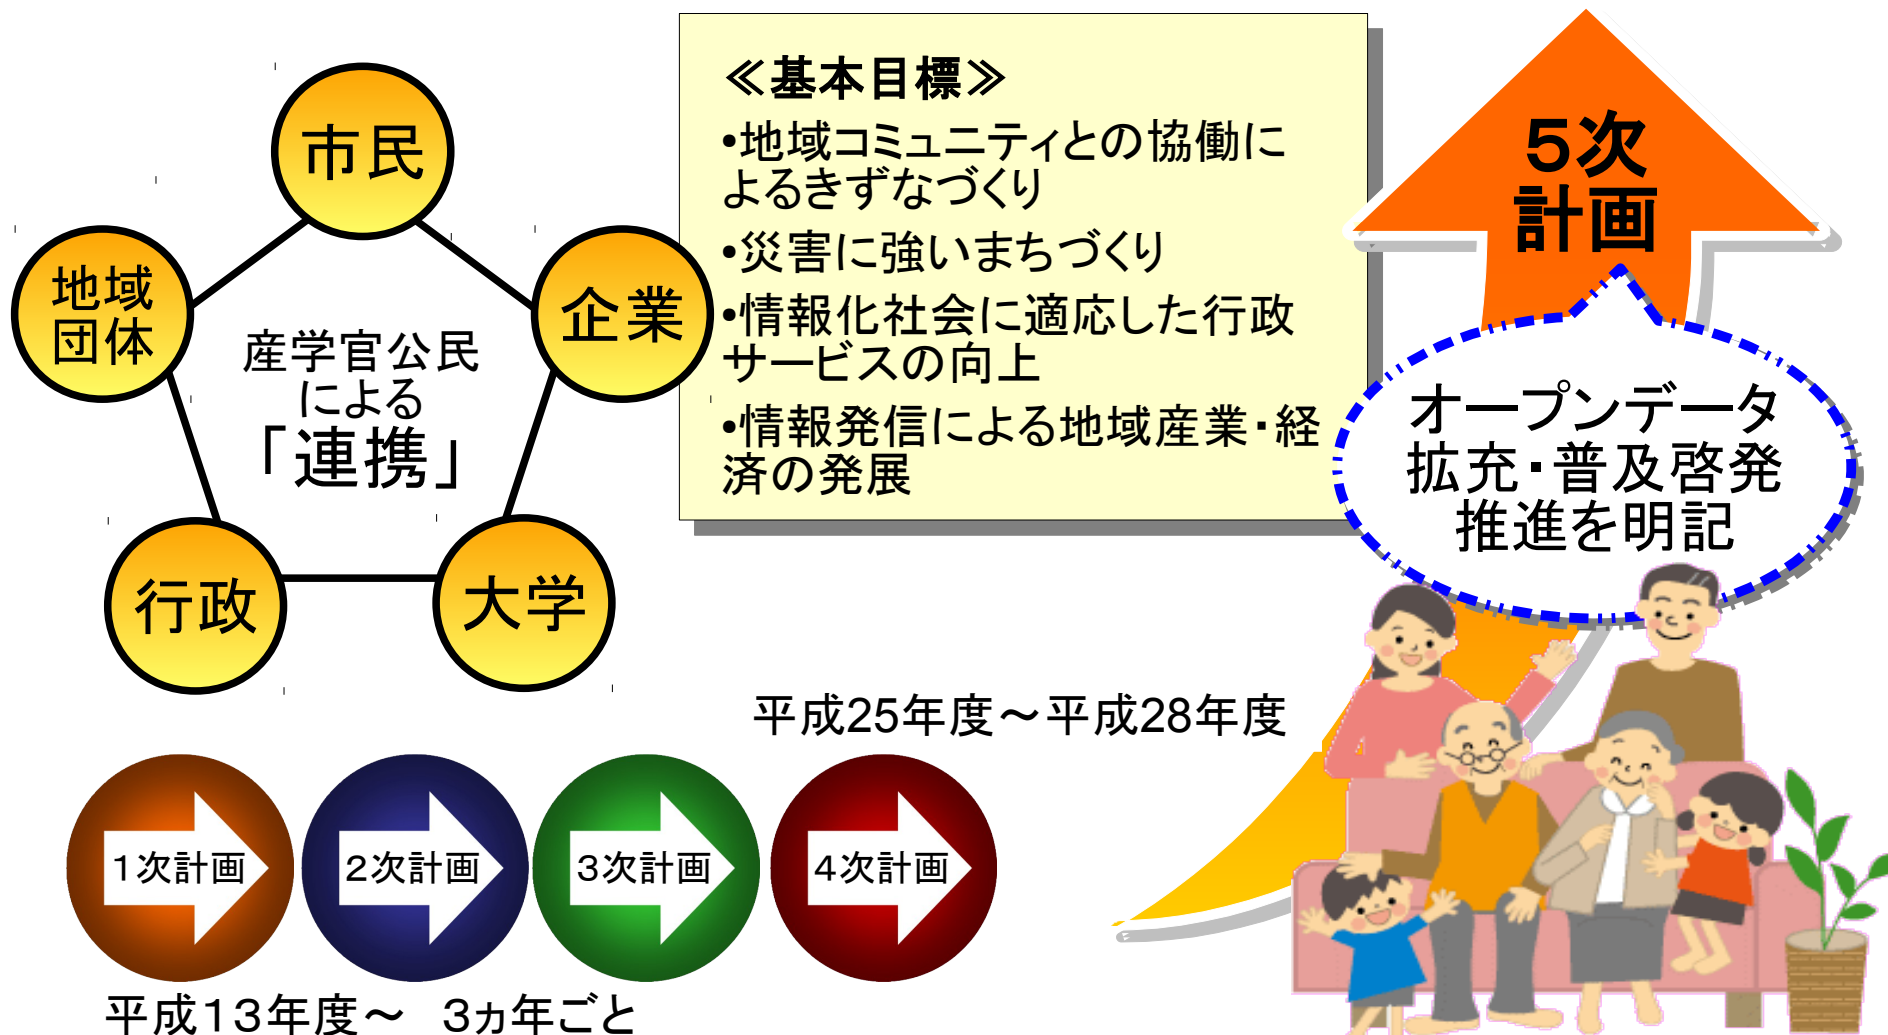 市民
地域
団体
企業
産学官公民
による
「連携」
行政
大学
≪基本目標≫
•地域コミュニティとの協働に
よるきずなづくり
•災害に強いまちづくり
•情報化社会に適応した行政
サービスの向上
•情報発信による地域産業・経
済の発展
5次
計画
オープンデータ
拡充・普及啓発
推進を明記
平成25年度～平成28年度
1次計画
2次計画
3次計画
4次計画
平成13年度～ 3ヵ年ごと